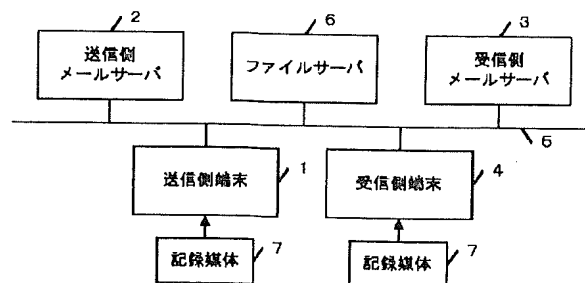 2
送信側
メールサーバ
6
ファイルサーバ
3
受信側
メールサーバ
5
送信側端末
1
受信側端末
4
記録媒体
7
記録媒体
7